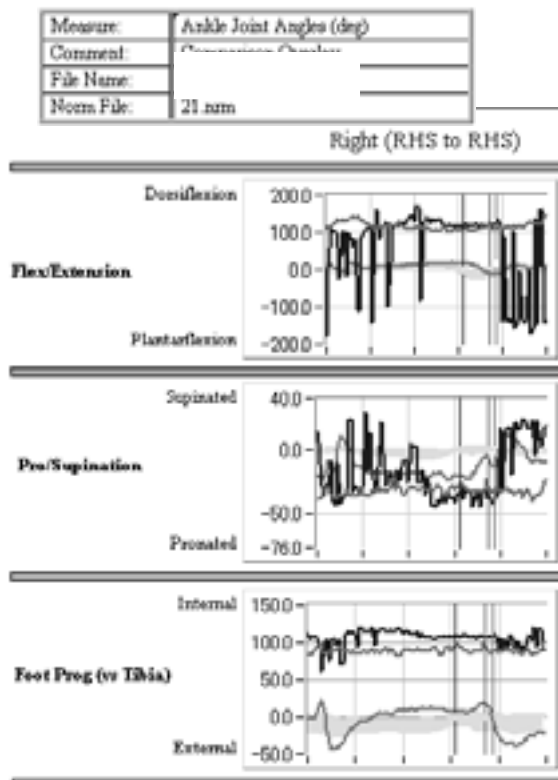 Measure: Ankle Joint Angles (deg)
Comment:
File Name:
Norm File: 21.nrm
Right (RHS to RHS)
Dorsiflexion
200.0
100.0
Flex/Extension
0.0
-100.0
Plantarflexion
-200.0
Supinated
40.0
0.0
Pro/Supination
-50.0
Pronated
-76.0
Internal
150.0
100.0
50.0
Foot Prog (vs Tibia)
0.0
External
-50.0